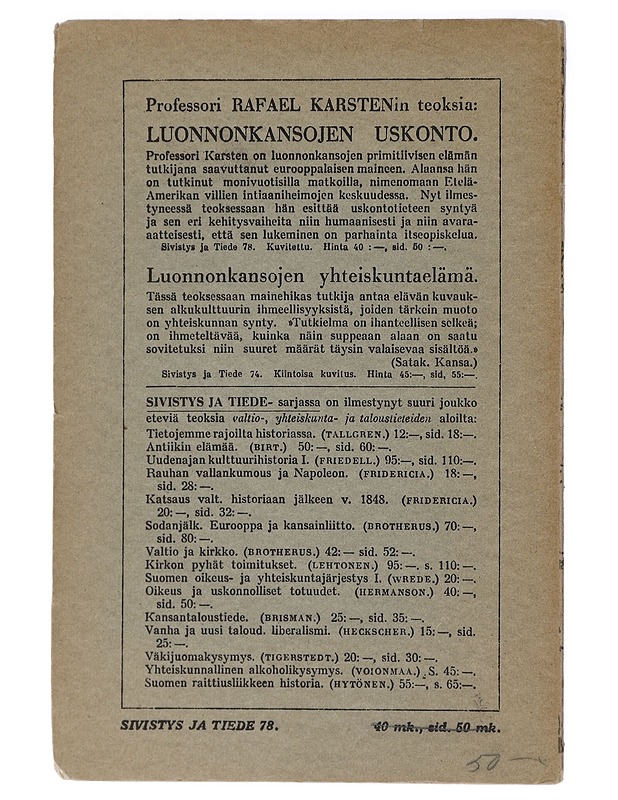 Professori RAFAEL KARSTENin teoksia:
LUONNONKANSOJEN USKONTO.
Professori Karsten on luonnonkansojen primitiivisen elämän
tutkijana saavuttanut eurooppalaisen maineen. Alaansa hän
on tutkinut monivuotisilla matkoilla, nimenomaan Etelä-
Amerikan villien intiaaniheimojen keskuudessa. Nyt ilmes-
tyneessä teoksessaan hän esittää uskontotieteen syntyä
ja sen eri kehitysvaiheita niin humaanisesti ja niin avara-
aatteisesti, että sen lukeminen on parhainta itseopiskelua.
Sivistys ja Tiede 78. Kuvitettu. Hinta 40 :—, sid. 50 :—.
Luonnonkansojen yhteiskuntaelämä.
Tässä teoksessaan mainehikas tutkija antaa elävän kuvauk-
sen alkukulttuurin ihmeellisyyksistä, joiden tärkein muoto
on yhteiskunnan synty. »Tutkielma on ihanteellisen selkeä;
on ihmeteltävää, kuinka näin suppeaan alaan on saatu
sovitetuksi niin suuret määrät täysin valaisevaa sisältöä.»
(Satak. Kansa.)
Sivistys ja Tiede 74. Kiintoisa kuvitus. Hinta 45:—, sid, 55:—.
SIVISTYS JA TIEDE- sarjassa on ilmestynyt suuri joukko
eteviä teoksia valtio-, yhteiskunta- ja taloustieteiden aloilta:
Tietojemme rajoilta historiassa. (TALLGREN.) 12:—, sid. 18:—.
Antiikin elämää. (BIRT.) 50:—, sid. 60:—.
Uudenajan kulttuurihistoria I. (FRIEDELL.) 95:—, sid. 110:—.
Rauhan vallankumous ja Napoleon. (FRIDERICIA.) 18:—,
sid. 28:—.
Katsaus valt. historiaan jälkeen v. 1848. (FRIDERICIA.)
20:—, sid. 32:—.
Sodanjälk. Eurooppa ja kansainliitto. (BROTHERUS.) 70:—,
sid. 80:—.
Valtio ja kirkko. (BROTHERUS.) 42:— sid. 52:—.
Kirkon pyhät toimitukset. (LEHTONEN.) 95:—. s. 110:—.
Suomen oikeus- ja yhteiskuntajärjestys I. (WREDE.) 20:—.
Oikeus ja uskonnolliset totuudet. (HERMANSON.) 40:—,
sid. 50:—.
Kansantaloustiede. (BRISMAN.) 25:—, sid. 35:—.
Vanha ja uusi taloud. liberalismi. (HECKSCHER.) 15:—, sid.
25:—.
Väkijuomakysymys. (TIGERSTEDT.) 20:—, sid. 30:—.
Yhteiskunnallinen alkoholikysymys. (VOIONMAA.) S. 45:—.
Suomen raittiusliikkeen historia. (HYTÖNEN.) 55:—, s. 65:—.
SIVISTYS JA TIEDE 78. 40 mk., sid. 50 mk.
50 —